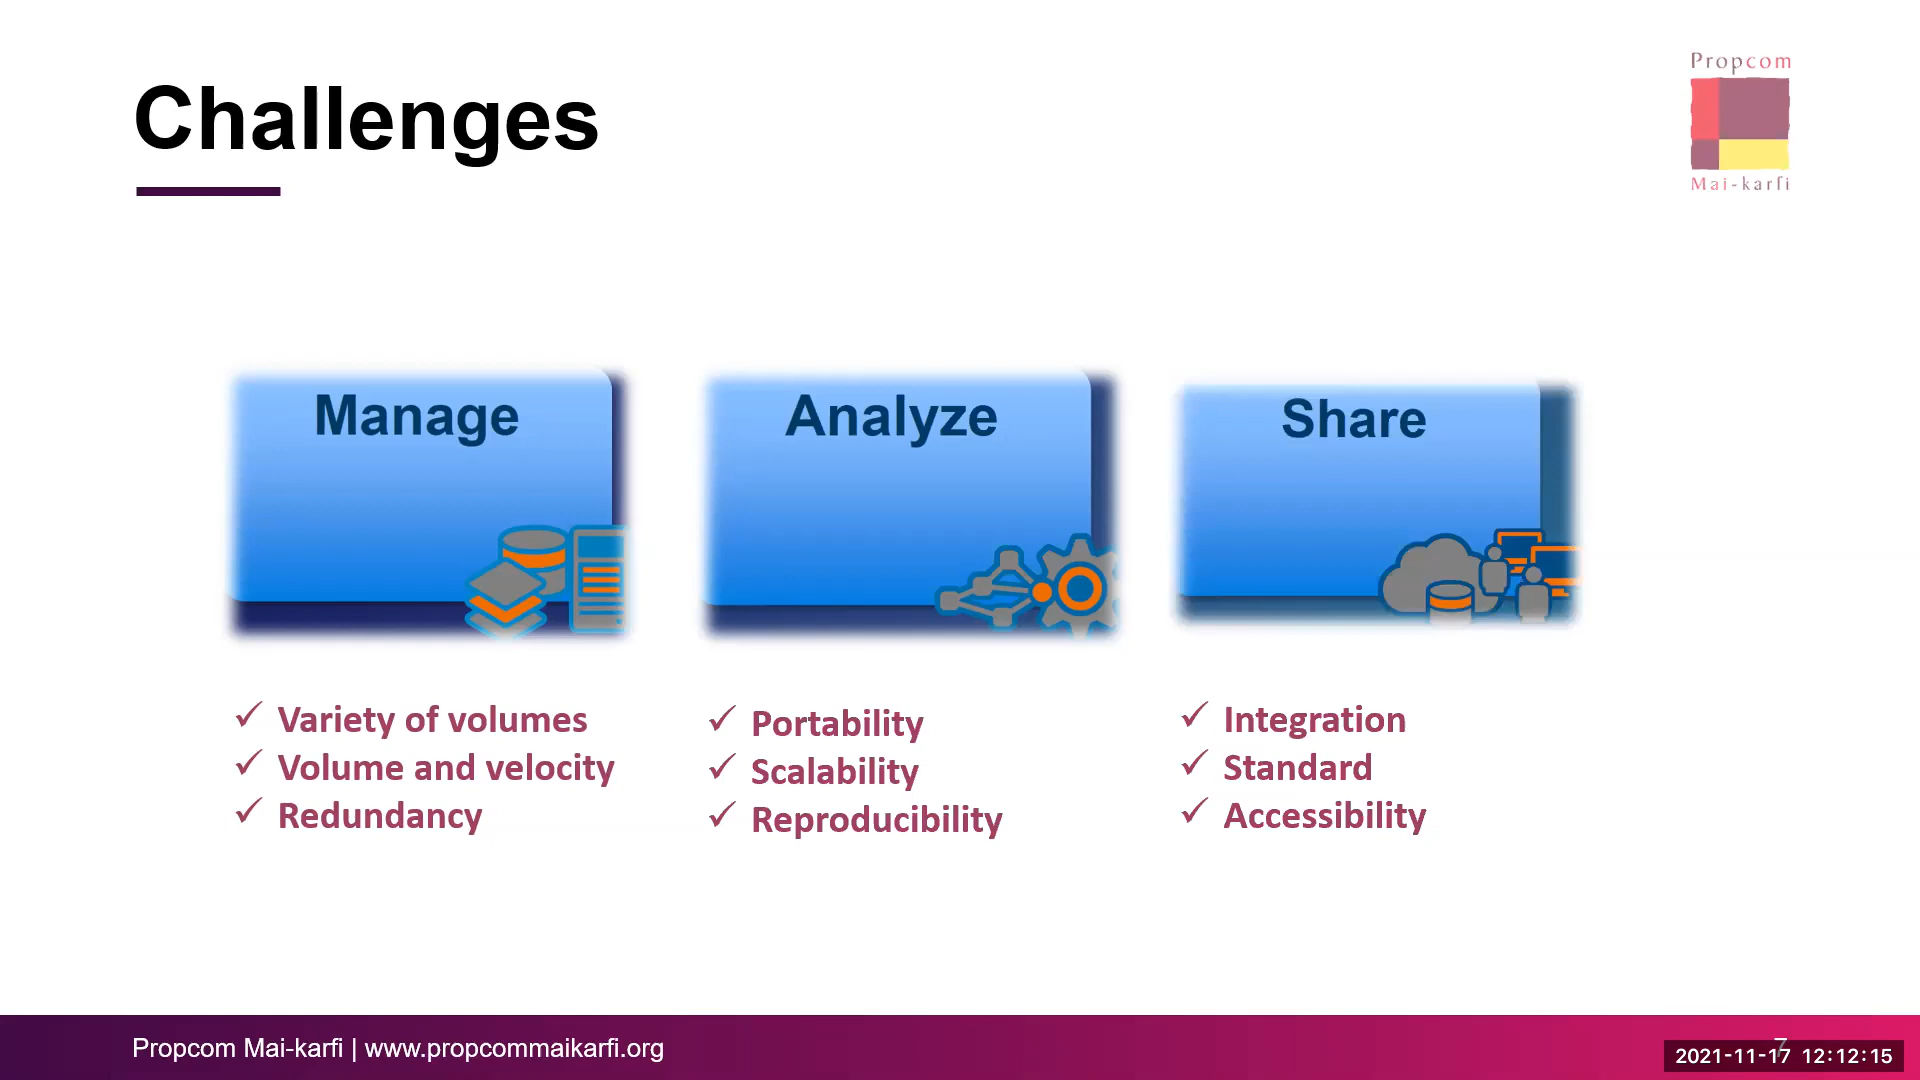 Challenges
Propcom
Mai-karfi
Manage
Analyze
Share
Variety of volumes
Volume and velocity
Redundancy
Portability
Scalability
Reproducibility
Integration
Standard
Accessibility
Propcom Mai-karfi | www.propcommaikarfi.org
7
2021-11-17 12:12:15